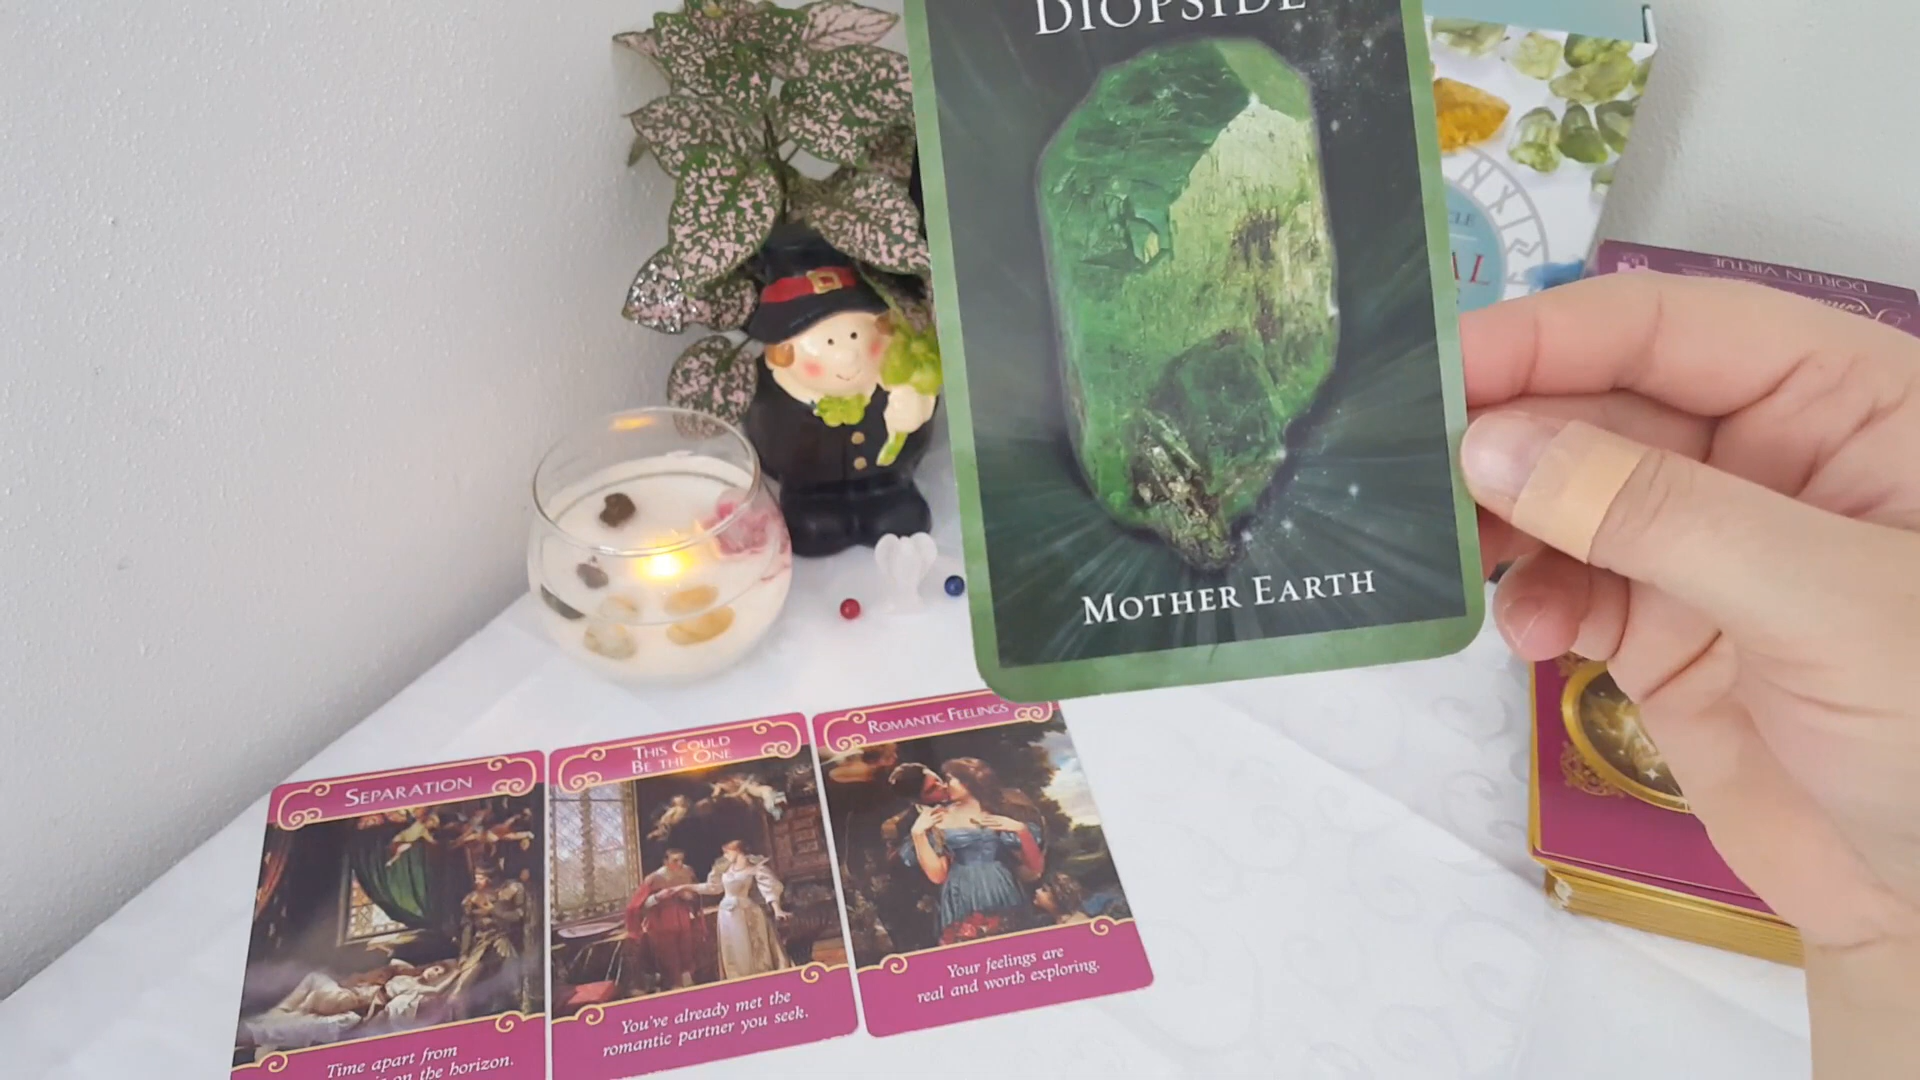 DIOPSIDE
MOTHER EARTH
DOREEN VIRTUE
SEPARATION
Time apart from
on the horizon.
THIS COULD
BE THE ONE
You've already met the
romantic partner you seek.
ROMANTIC FEELINGS
Your feelings are
real and worth exploring.